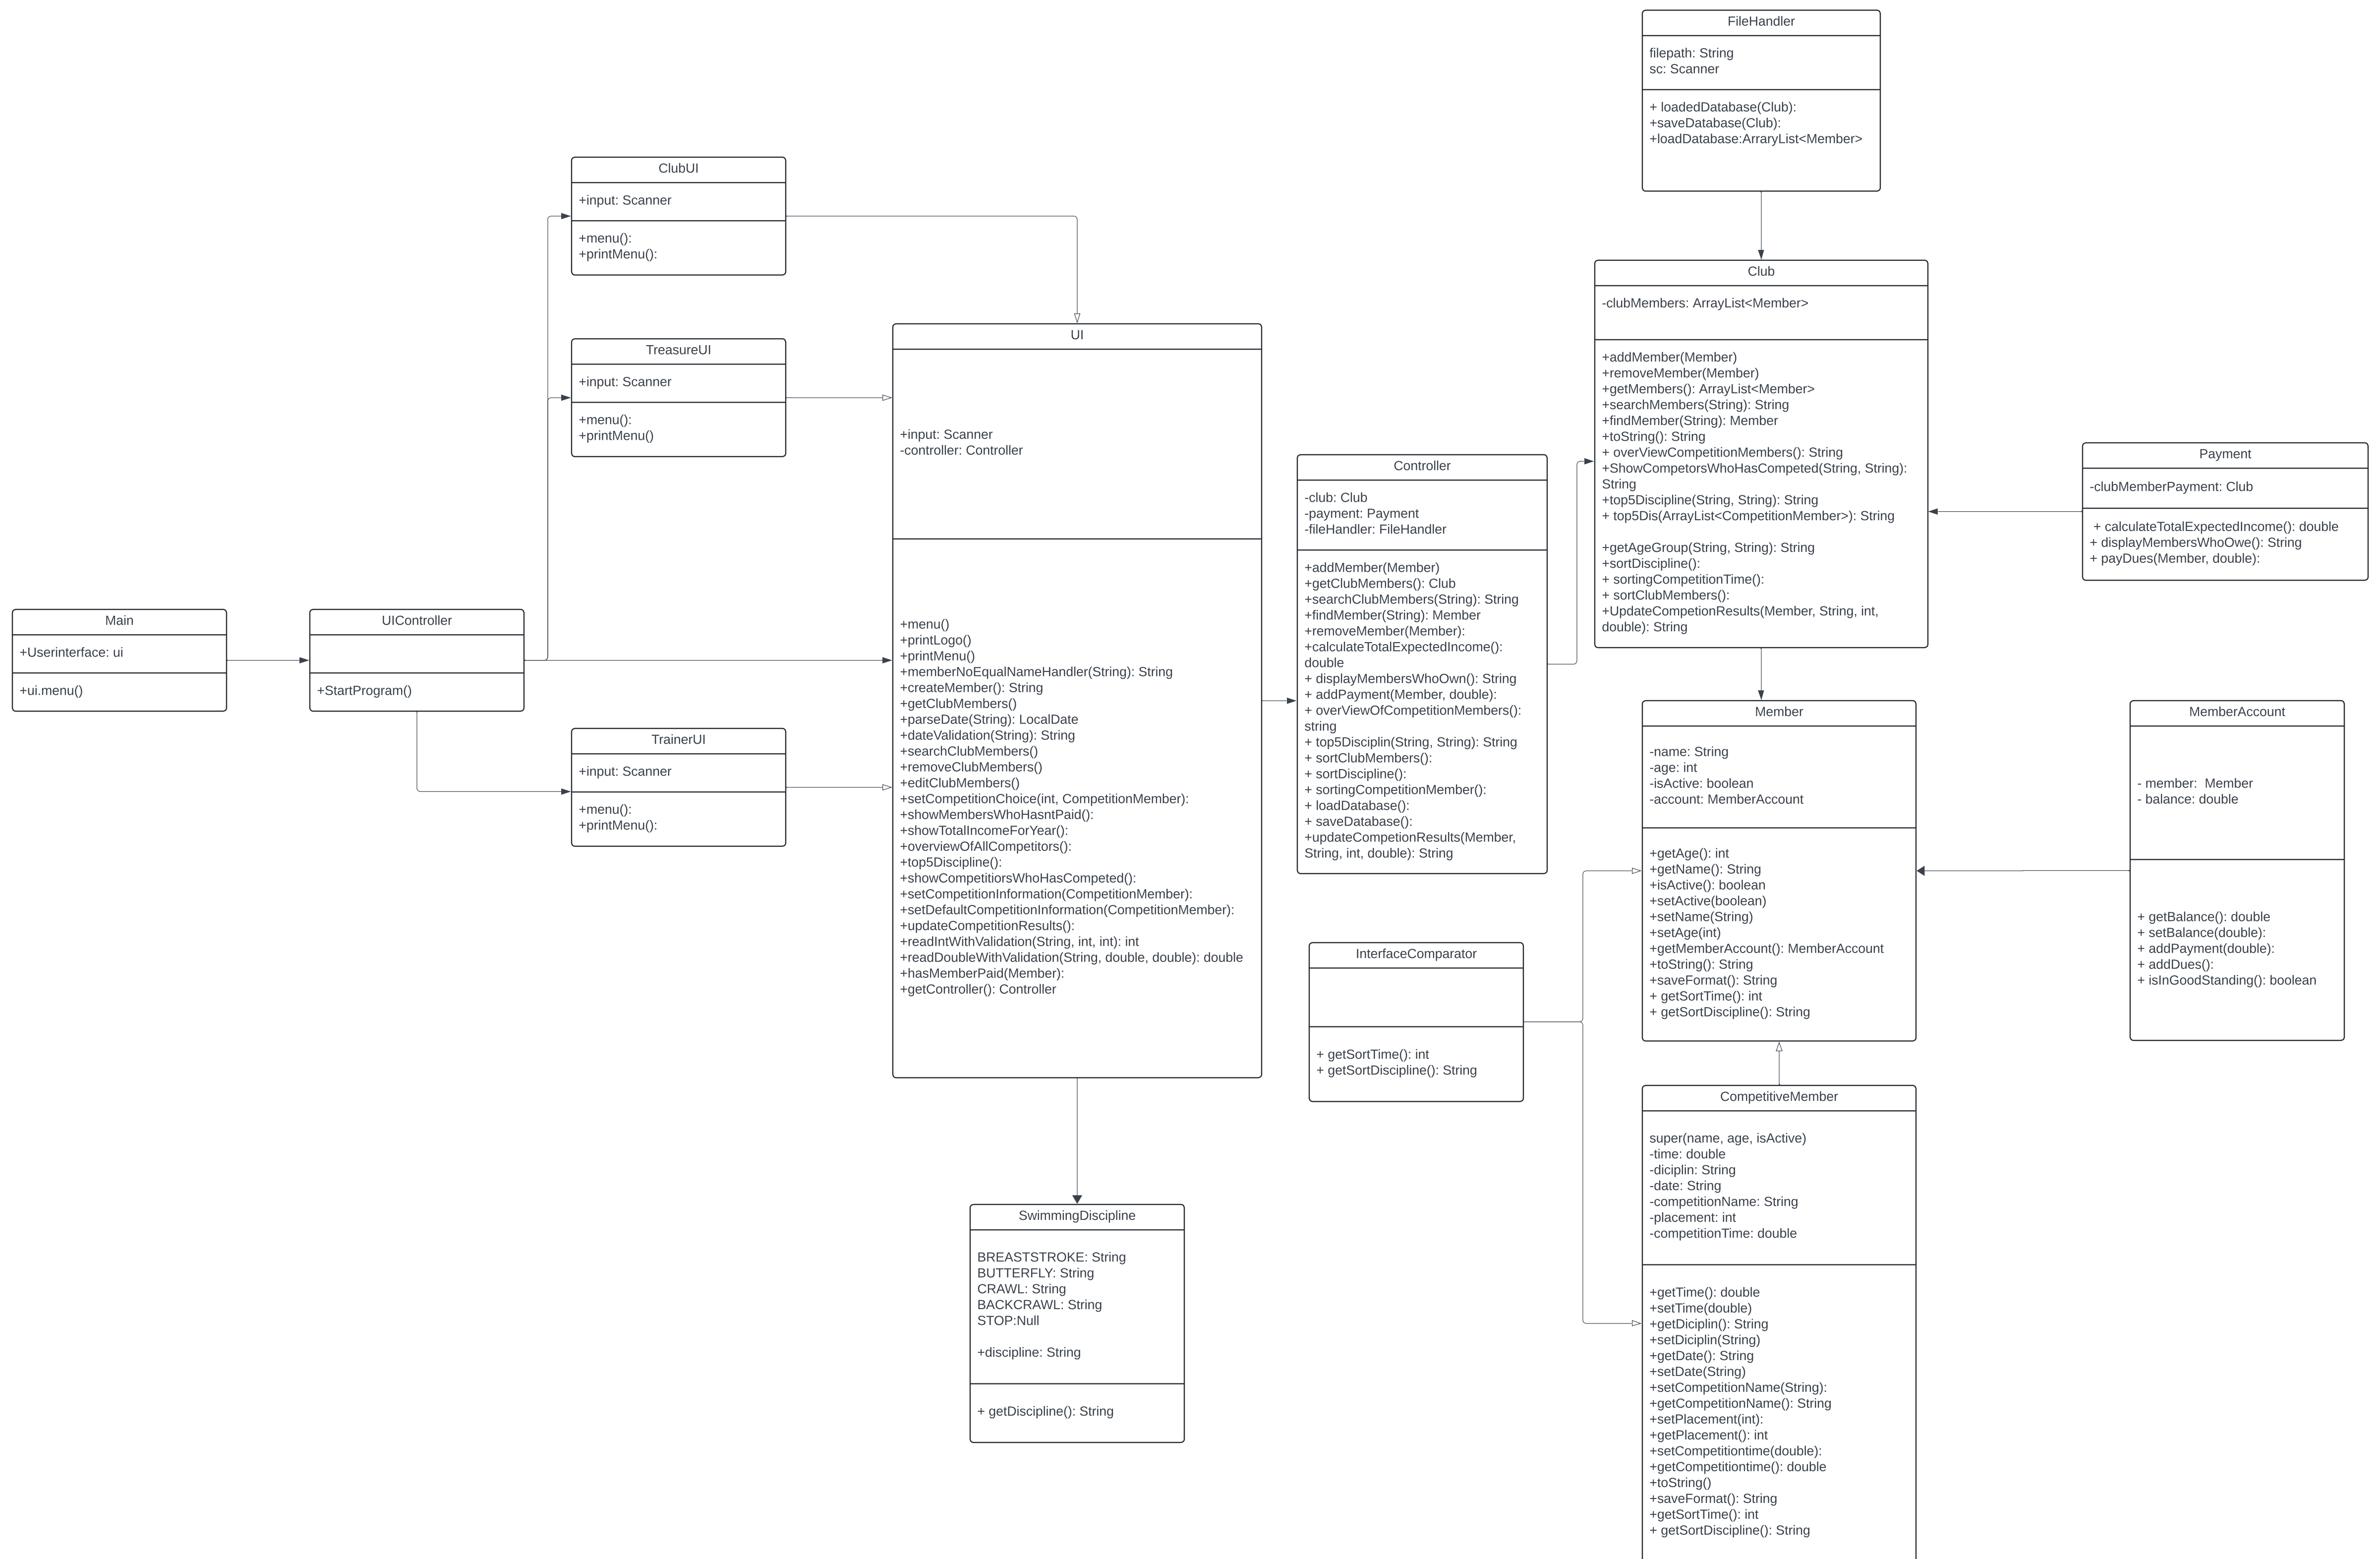 FileHandler
filepath: String
sc: Scanner
+ loadedDatabase(Club):
+saveDatabase(Club):
+loadDatabase:ArraryList<Member>
ClubUI
+input: Scanner
+menu():
+printMenu():
TreasureUI
+input: Scanner
+menu():
+printMenu()
Main
+Userinterface: ui
+ui.menu()
UIController
+StartProgram()
TrainerUI
+input: Scanner
+menu():
+printMenu():
UI
+input: Scanner
-controller: Controller
+menu()
+printLogo()
+printMenu()
+memberNoEqualNameHandler(String): String
+createMember(): String
+getClubMembers()
+parseDate(String): LocalDate
+dateValidation(String): String
+searchClubMembers()
+removeClubMembers()
+editClubMembers()
+setCompetitionChoice(int, CompetitionMember):
+showMembersWhoHasntPaid():
+showTotalIncomeForYear():
+overviewOfAllCompetitors():
+top5Discipline():
+showCompetitiorsWhoHasCompeted():
+setCompetitionInformation(CompetitionMember):
+setDefaultCompetitionInformation(CompetitionMember):
+updateCompetitionResults():
+readIntWithValidation(String, int, int): int
+readDoubleWithValidation(String, double, double): double
+hasMemberPaid(Member):
+getController(): Controller
SwimmingDiscipline
BREASTSTROKE: String
BUTTERFLY: String
CRAWL: String
BACKCRAWL: String
STOP:Null
+discipline: String
+ getDiscipline(): String
Controller
-club: Club
-payment: Payment
-fileHandler: FileHandler
+addMember(Member)
+getClubMembers(): Club
+searchClubMembers(String): String
+findMember(String): Member
+removeMember(Member):
+calculateTotalExpectedIncome():
double
+ displayMembersWhoOwn(): String
+ addPayment(Member, double):
+ overViewOfCompetitionMembers():
string
+ top5Disciplin(String, String): String
+ sortClubMembers():
+ sortDiscipline():
+ sortingCompetitionMember():
+ loadDatabase():
+ saveDatabase():
+updateCompetionResults(Member,
String, int, double): String
InterfaceComparator
+ getSortTime(): int
+ getSortDiscipline(): String
Club
-clubMembers: ArrayList<Member>
+addMember(Member)
+removeMember(Member)
+getMembers(): ArrayList<Member>
+searchMembers(String): String
+findMember(String): Member
+toString(): String
+ overViewCompetitionMembers(): String
+ShowCompetorsWhoHasCompeted(String, String):
String
+top5Discipline(String, String): String
+ top5Dis(ArrayList<CompetitionMember>): String
+getAgeGroup(String, String): String
+sortDiscipline():
+ sortingCompetitionTime():
+ sortClubMembers():
+UpdateCompetionResults(Member, String, int,
double): String
Payment
-clubMemberPayment: Club
+ calculateTotalExpectedIncome(): double
+ displayMembersWhoOwe(): String
+ payDues(Member, double):
Member
-name: String
-age: int
-isActive: boolean
-account: MemberAccount
+getAge(): int
+getName(): String
+isActive(): boolean
+setActive(boolean)
+setName(String)
+setAge(int)
+getMemberAccount(): MemberAccount
+toString(): String
+saveFormat(): String
+ getSortTime(): int
+ getSortDiscipline(): String
MemberAccount
- member:  Member
- balance: double
+ getBalance(): double
+ setBalance(double):
+ addPayment(double):
+ addDues():
+ isInGoodStanding(): boolean
CompetitiveMember
super(name, age, isActive)
-time: double
-diciplin: String
-date: String
-competitionName: String
-placement: int
-competitionTime: double
+getTime(): double
+setTime(double)
+getDiciplin(): String
+setDiciplin(String)
+getDate(): String
+setDate(String)
+setCompetitionName(String):
+getCompetitionName(): String
+setPlacement(int):
+getPlacement(): int
+setCompetitiontime(double):
+getCompetitiontime(): double
+toString()
+saveFormat(): String
+getSortTime(): int
+ getSortDiscipline(): String